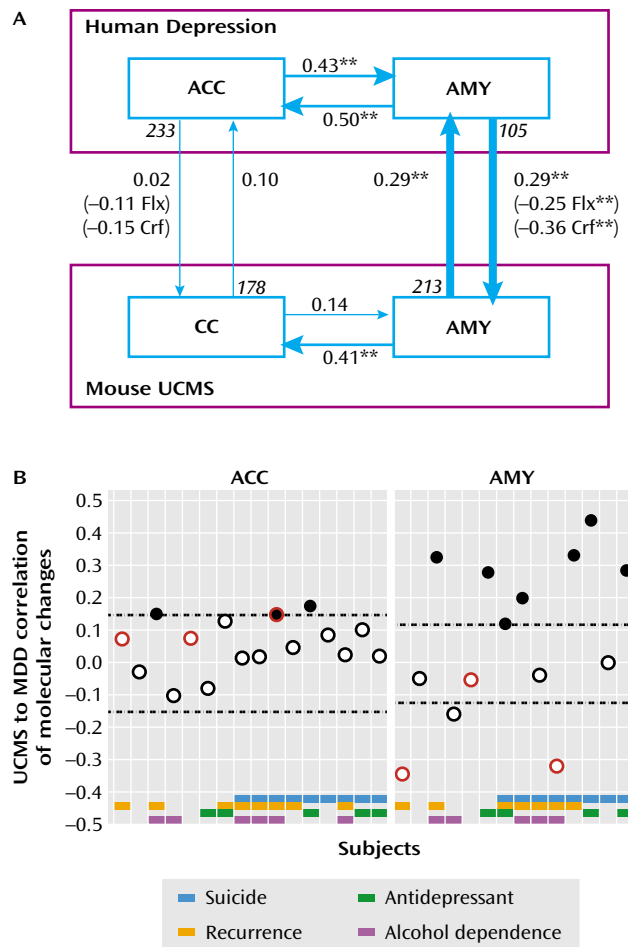 A
Human Depression
ACC
0.43**
AMY
0.50**
233
105
0.02
(–0.11 Flx)
(–0.15 Crf)
0.10
0.29**
0.29**
(–0.25 Flx**)
(–0.36 Crf**)
178
213
CC
0.14
AMY
0.41**
Mouse UCMS
B
ACC
AMY
UCMS to MDD correlation
of molecular changes
0.5
0.4
0.3
0.2
0.1
0.0
–0.1
–0.2
–0.3
–0.4
–0.5
Subjects
Suicide
Antidepressant
Recurrence
Alcohol dependence